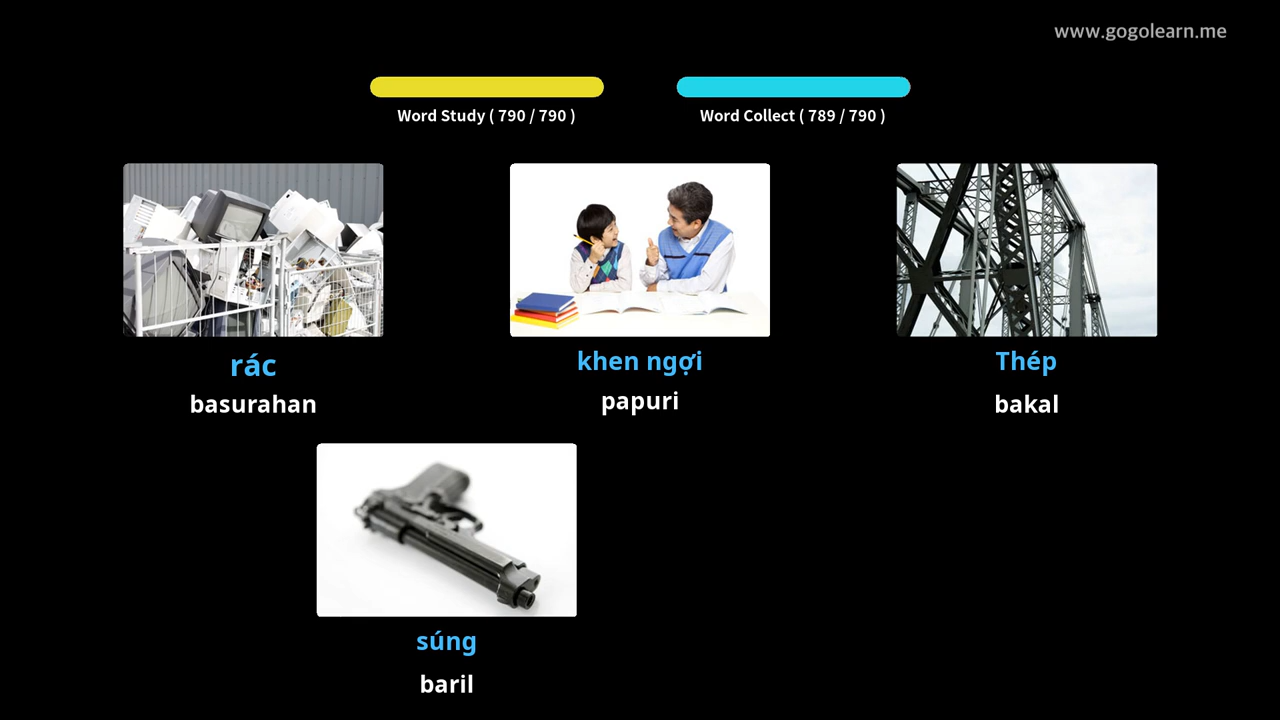 www.gogolearn.me
Word Study ( 790 / 790 )
Word Collect ( 789 / 790 )
rác
basurahan
khen ngợi
papuri
Thép
bakal
súng
baril